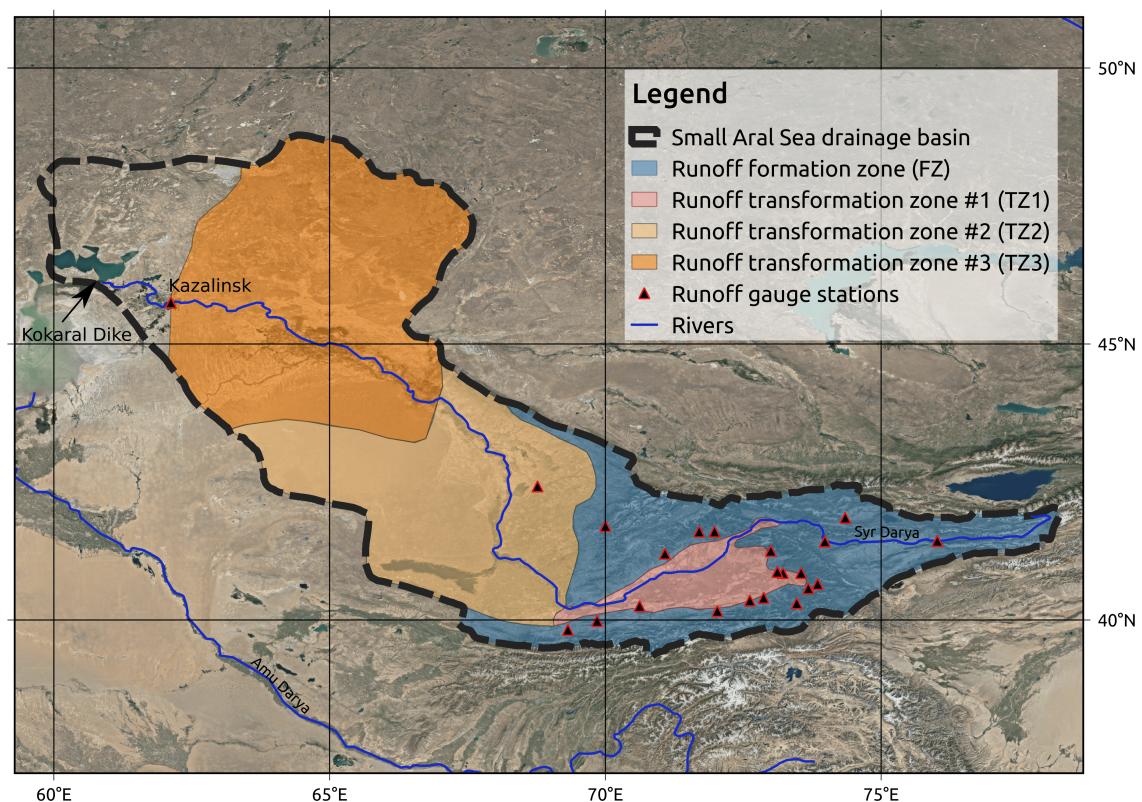 50°N
Legend
Small Aral Sea drainage basin
Runoff formation zone (FZ)
Runoff transformation zone #1 (TZ1)
Runoff transformation zone #2 (TZ2)
Runoff transformation zone #3 (TZ3)
Runoff gauge stations
Rivers
Kazalinsk
Kokaral Dike
45°N
Syr Darya
40°N
Amu Darya
60°E
65°E
70°E
75°E